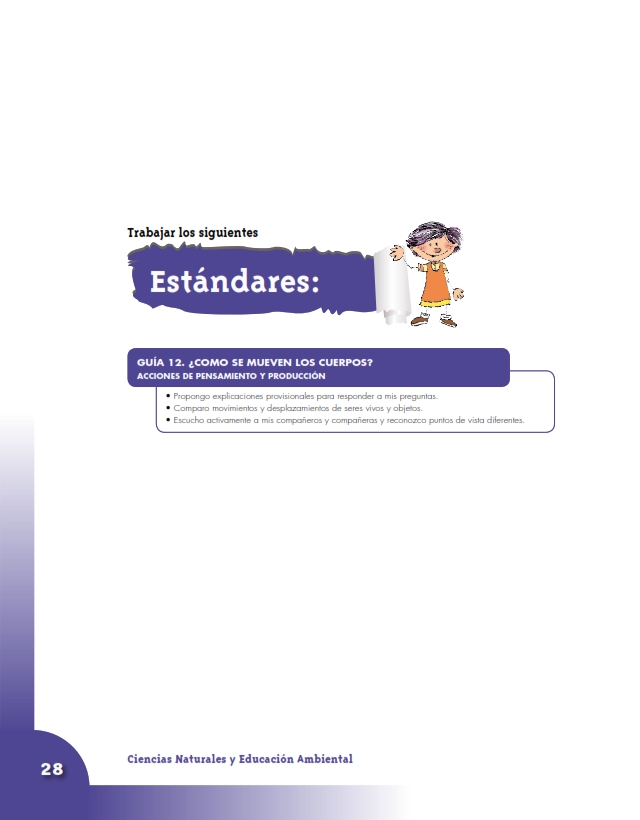 Trabajar los siguientes
Estándares:
GUÍA 12. ¿COMO SE MUEVEN LOS CUERPOS?
ACCIONES DE PENSAMIENTO Y PRODUCCIÓN
• Propongo explicaciones provisionales para responder a mis preguntas.
• Comparo movimientos y desplazamientos de seres vivos y objetos.
• Escucho activamente a mis compañeros y compañeras y reconozco puntos de vista diferentes.
Ciencias Naturales y Educación Ambiental
28